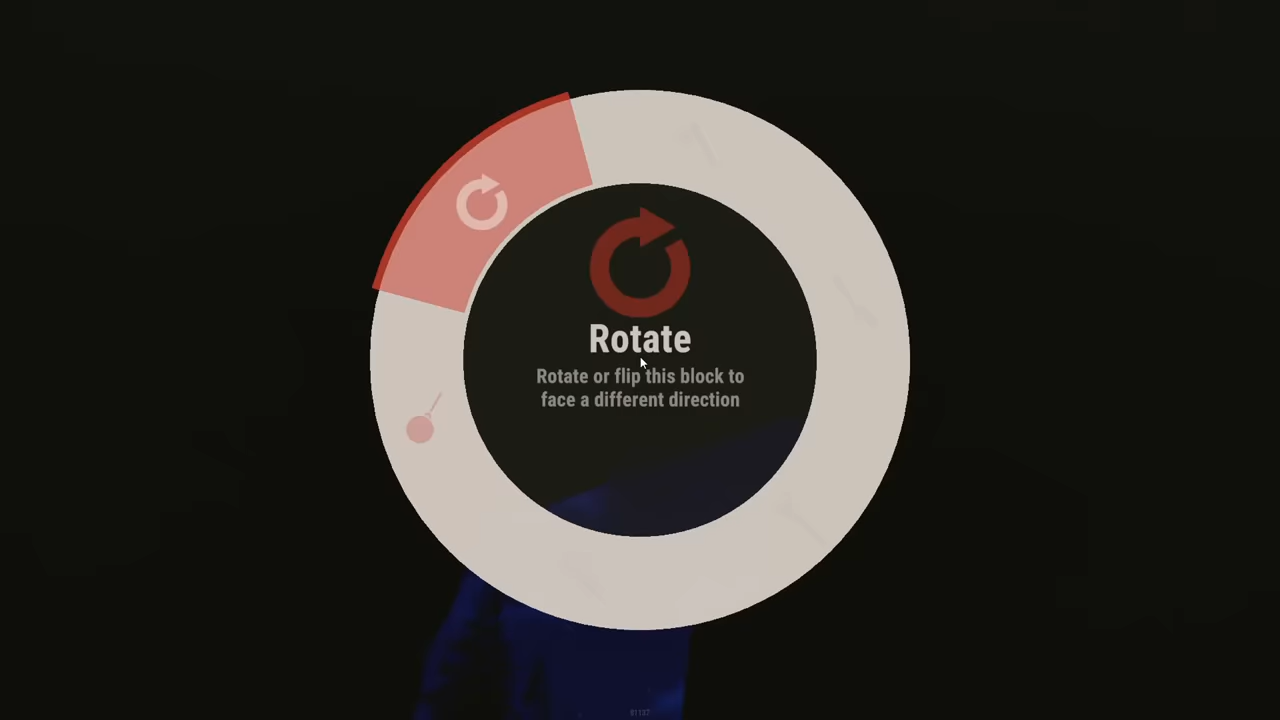 Rotate
Rotate or flip this block to
face a different direction